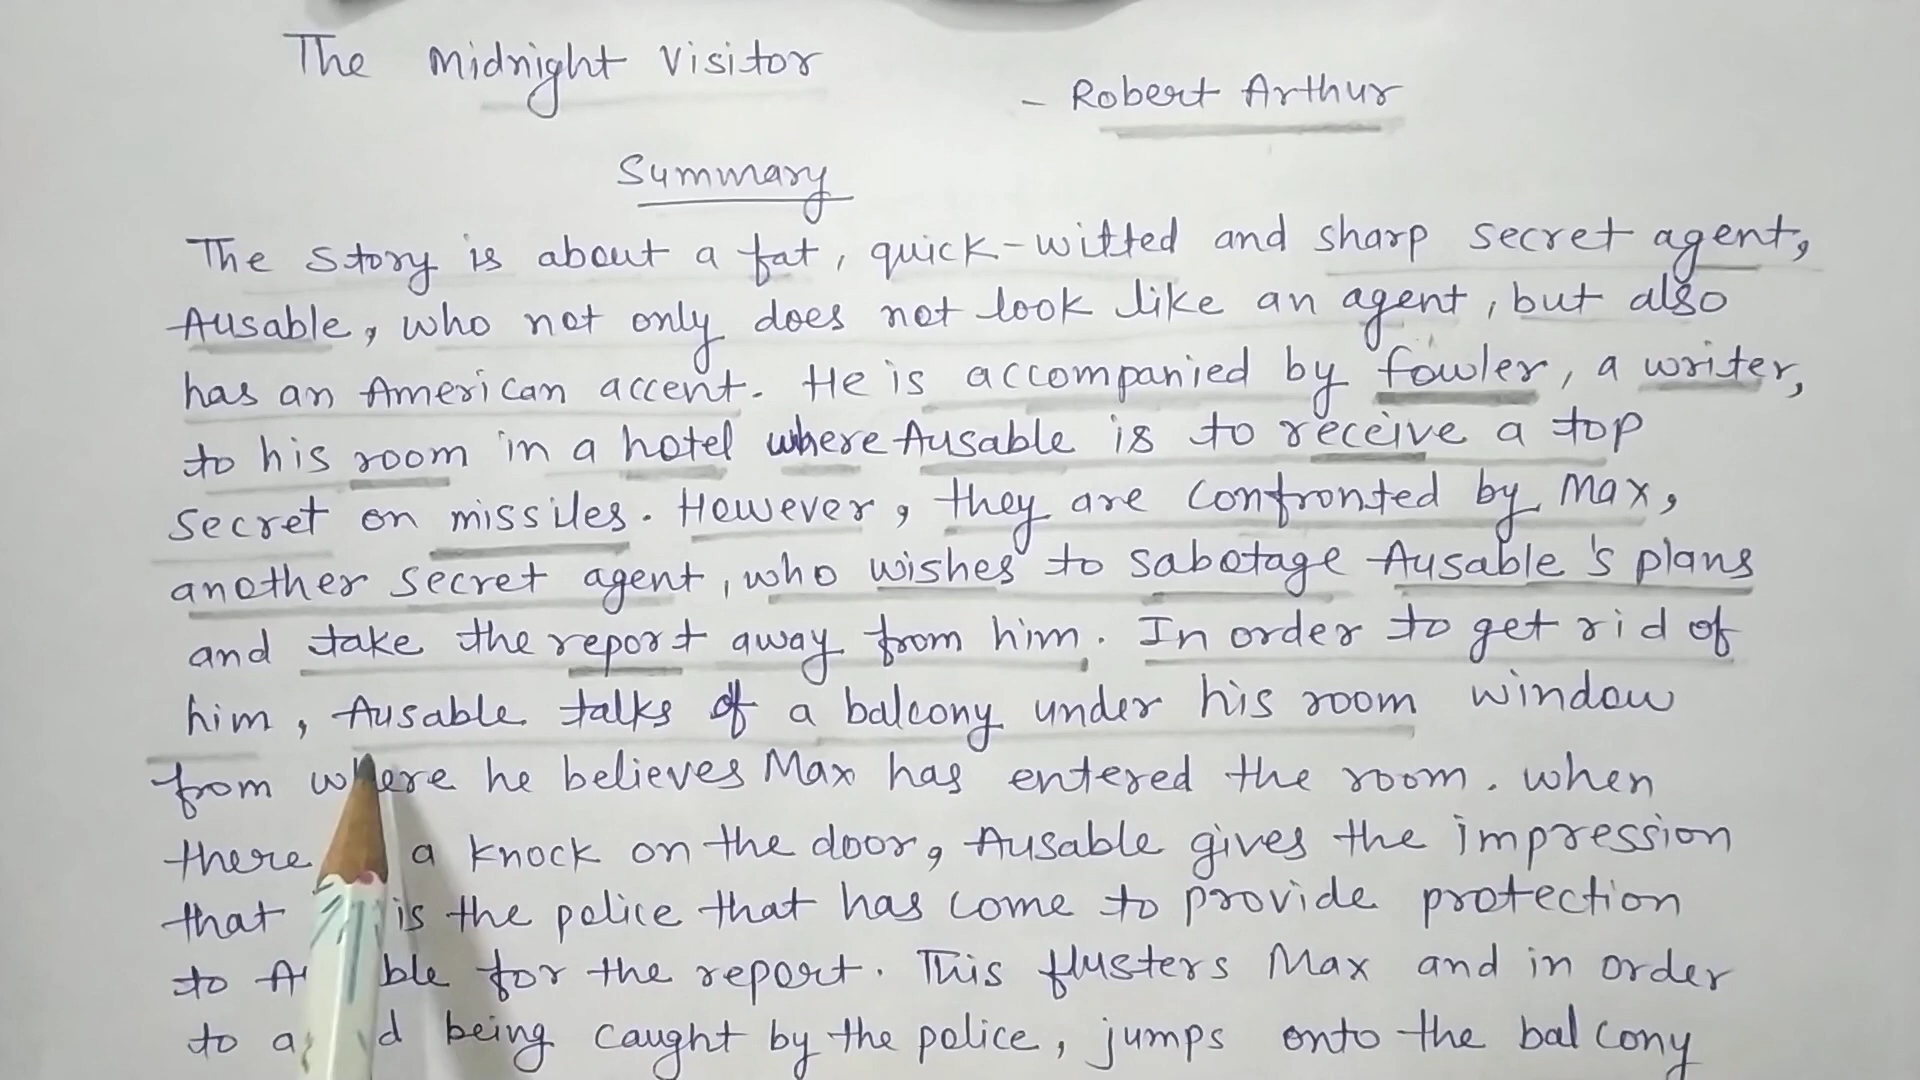 The Midnight Visitor
- Robert Arthur
Summary
The story is about a fat, quick-witted and sharp secret agent,
Ausable, who not only does not look like an agent, but also
has an American accent. He is accompanied by fowler, a writer,
to his room in a hotel where Ausable is to receive a top
secret on missiles. However, they are confronted by Max,
another secret agent, who wishes to sabotage Ausable's plans
and take the report away from him. In order to get rid of
him, Ausable talks of a balcony under his room window
from where he believes Max has entered the room. when
there a knock on the door, Ausable gives the impression
that is the police that has come to provide protection
to for the report. This flusters Max and in order
to being caught by the police, jumps onto the balcony